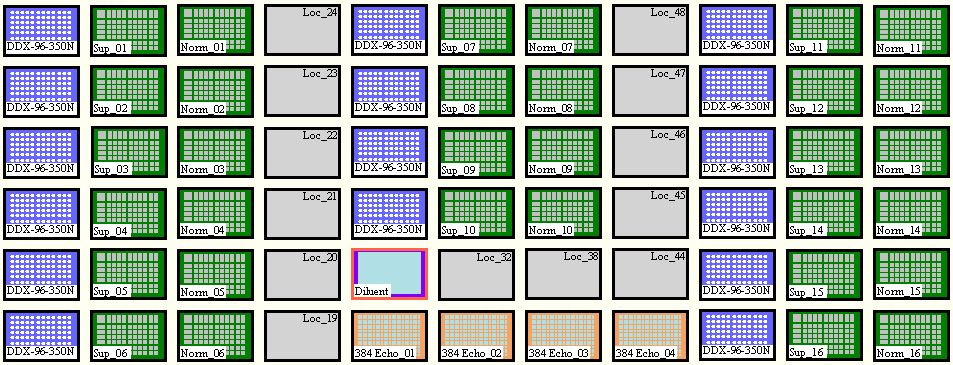 DDX-96-350N Sup_01 Norm_01 Loc_24 DDX-96-350N Sup_07 Norm_07 Loc_48 DDX-96-350N Sup_11 Norm_11
DDX-96-350N Sup_02 Norm_02 Loc_23 DDX-96-350N Sup_08 Norm_08 Loc_47 DDX-96-350N Sup_12 Norm_12
DDX-96-350N Sup_03 Norm_03 Loc_22 DDX-96-350N Sup_09 Norm_09 Loc_46 DDX-96-350N Sup_13 Norm_13
DDX-96-350N Sup_04 Norm_04 Loc_21 DDX-96-350N Sup_10 Norm_10 Loc_45 DDX-96-350N Sup_14 Norm_14
DDX-96-350N Sup_05 Norm_05 Loc_20 Diluent Loc_32 Loc_38 Loc_44 DDX-96-350N Sup_15 Norm_15
DDX-96-350N Sup_06 Norm_06 Loc_19 384 Echo_01 384 Echo_02 384 Echo_03 384 Echo_04 DDX-96-350N Sup_16 Norm_16